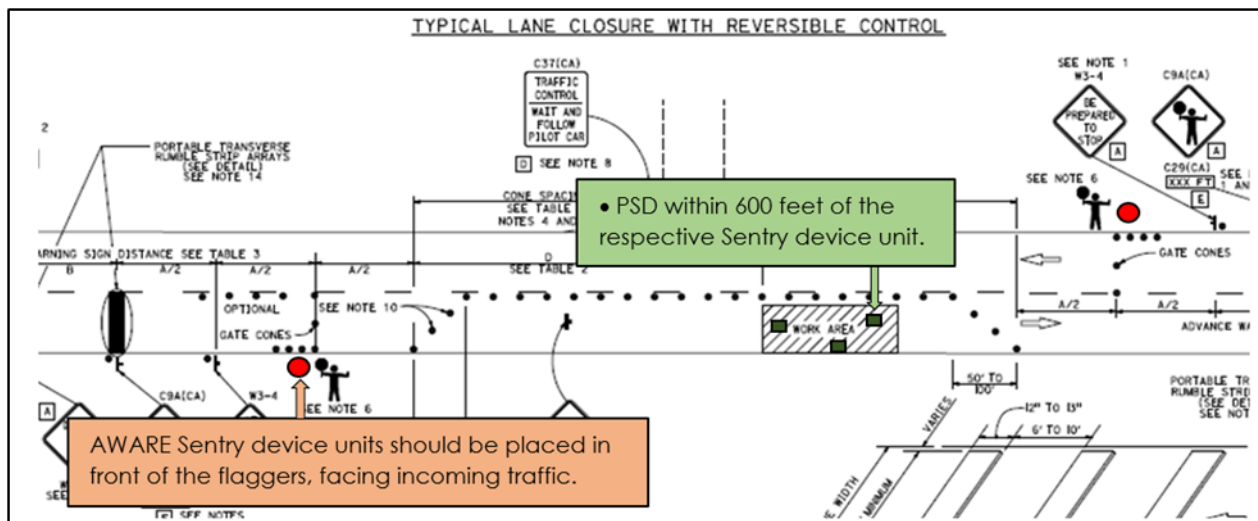 TYPICAL LANE CLOSURE WITH REVERSIBLE CONTROL
C37(CA)
TRAFFIC
CONTROL
WAIT AND
FOLLOW
PILOT CAR
D SEE NOTE 8
SEE NOTE 1
W3-4
C9A(CA)
BE
PREPARED
TO
STOP
A
A
C29(CA)
XXX FT
E
SEE
1 AN
SEE NOTE 6
2
PORTABLE TRANSVERSE
RUMBLE STRIP ARRAYS
(SEE DETAIL)
SEE NOTE 14
CONE SPACI
SEE TABLE
NOTES 4 AND
• PSD within 600 feet of the
respective Sentry device unit.
GATE CONES
ARNING SIGN DISTANCE SEE TABLE 3
B
A/2
A/2
A/2
D
SEE TABLE 2
A/2
A/2
OPTIONAL
SEE NOTE 10
GATE CONES
WORK AREA
ADVANCE WA
C9A(CA)
W3-4
SEE NOTE 6
A
50' TO
100'
PORTABLE TR
RUMBLE STRI
(SEE DET
SEE NOT
VARIES
12" TO 13"
6' TO 10'
E WIDTH
MINIMUM
AWARE Sentry device units should be placed in
front of the flaggers, facing incoming traffic.
SEE NOTES